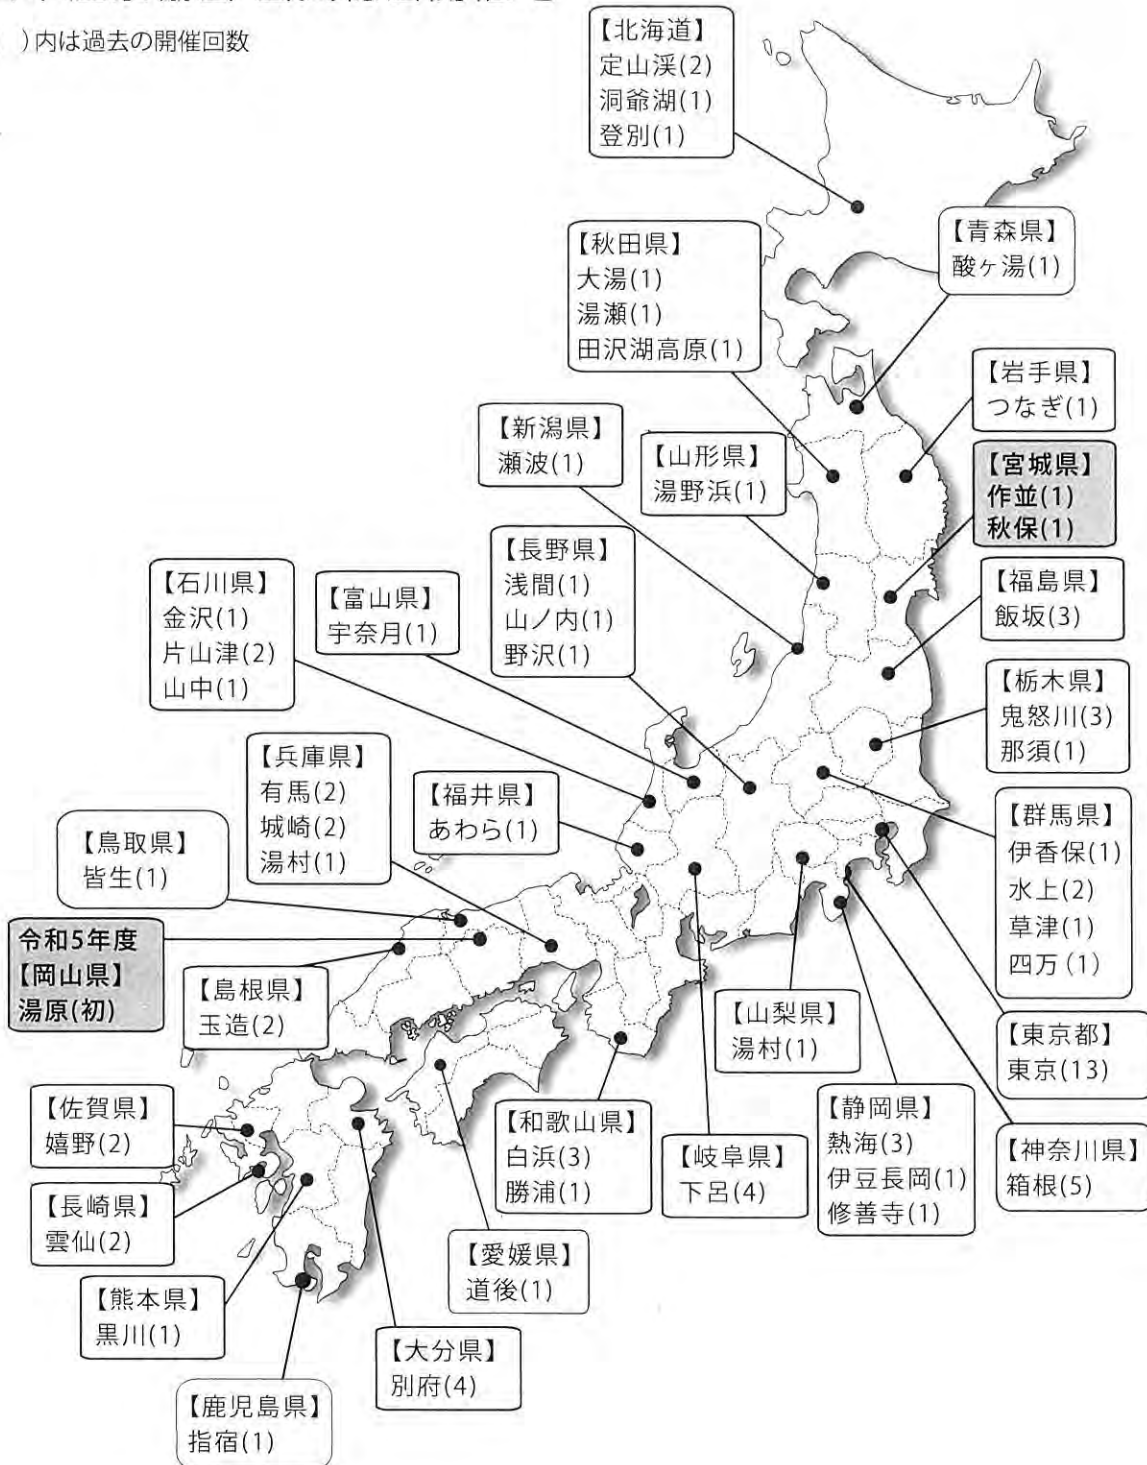 )内は過去の開催回数
【北海道】
定山渓(2)
洞爺湖(1)
登別(1)
【青森県】
酸ヶ湯(1)
【秋田県】
大湯(1)
湯瀬(1)
田沢湖高原(1)
【岩手県】
つなぎ(1)
【新潟県】
瀬波(1)
【山形県】
湯野浜(1)
【宮城県】
作並(1)
秋保(1)
【長野県】
浅間(1)
山ノ内(1)
野沢(1)
【石川県】
金沢(1)
片山津(2)
山中(1)
【富山県】
宇奈月(1)
【福島県】
飯坂(3)
【栃木県】
鬼怒川(3)
那須(1)
【兵庫県】
有馬(2)
城崎(2)
湯村(1)
【福井県】
あわら(1)
【群馬県】
伊香保(1)
水上(2)
草津(1)
四万(1)
【鳥取県】
皆生(1)
令和5年度
【岡山県】
湯原(初)
【島根県】
玉造(2)
【山梨県】
湯村(1)
【東京都】
東京(13)
【佐賀県】
嬉野(2)
【和歌山県】
白浜(3)
勝浦(1)
【岐阜県】
下呂(4)
【静岡県】
熱海(3)
伊豆長岡(1)
修善寺(1)
【神奈川県】
箱根(5)
【長崎県】
雲仙(2)
【愛媛県】
道後(1)
【熊本県】
黒川(1)
【大分県】
別府(4)
【鹿児島県】
指宿(1)